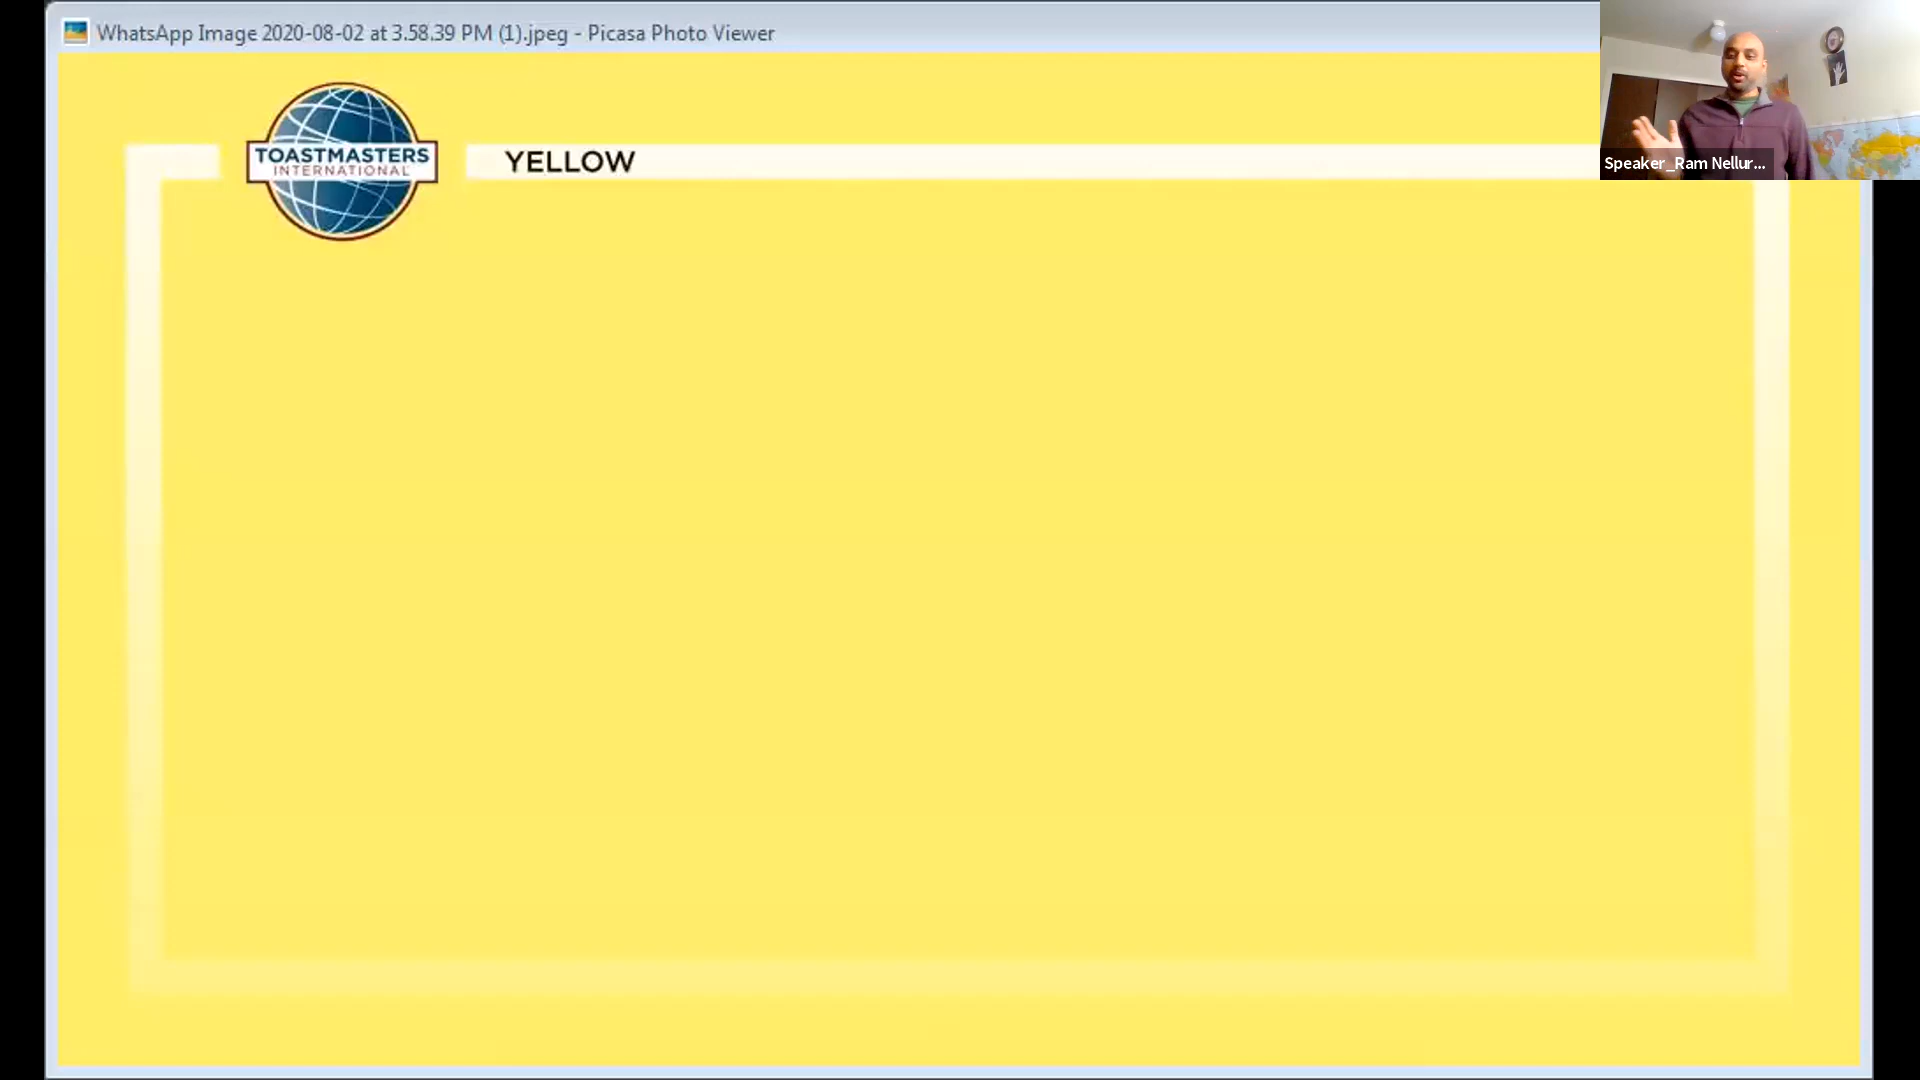 WhatsApp Image 2020-08-02 at 3.58.39 PM (1).jpeg - Picasa Photo Viewer
TOASTMASTERS
INTERNATIONAL
YELLOW
Speaker_Ram Nellur...